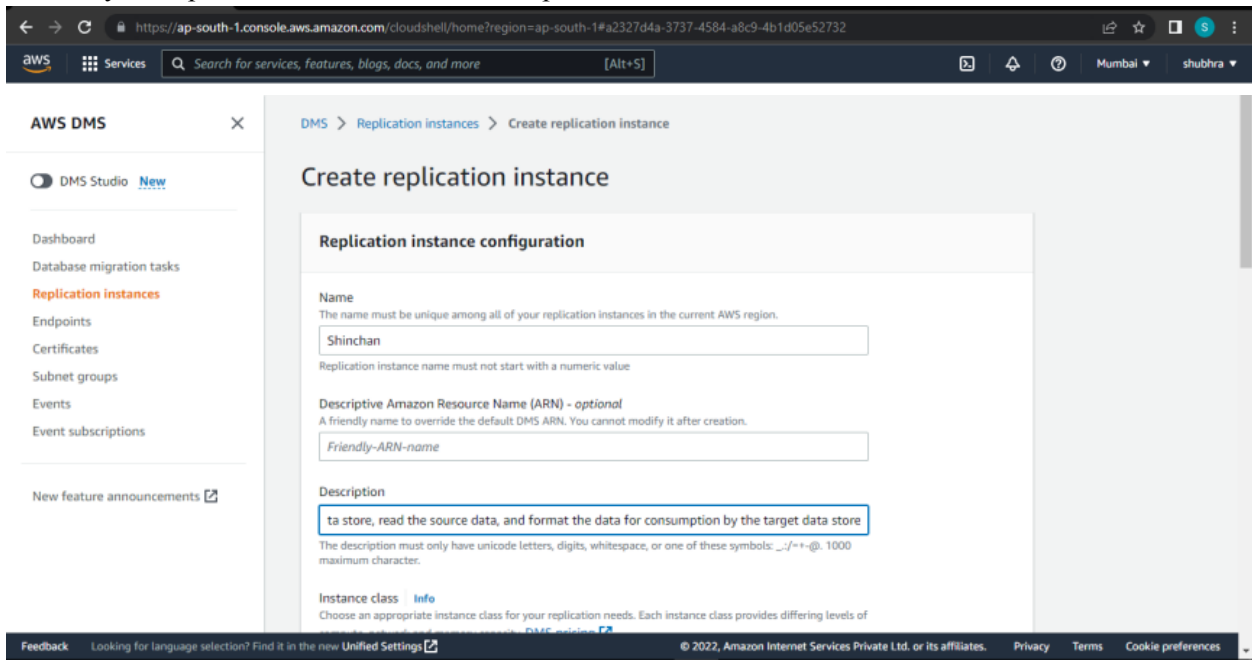 https://ap-south-1.console.aws.amazon.com/cloudshell/home?region=ap-south-1#a2327d4a-3737-4584-a8c9-4b1d05e52732
S
aws Services Search for services, features, blogs, docs, and more [Alt+S] Mumbai ▼ shubhra ▼
AWS DMS
DMS > Replication instances > Create replication instance
DMS Studio New
Create replication instance
Dashboard
Database migration tasks
Replication instances
Endpoints
Certificates
Subnet groups
Events
Event subscriptions
New feature announcements
Replication instance configuration
Name
The name must be unique among all of your replication instances in the current AWS region.
Shinchan
Replication instance name must not start with a numeric value
Descriptive Amazon Resource Name (ARN) - optional
A friendly name to override the default DMS ARN. You cannot modify it after creation.
Friendly-ARN-name
Description
ta store, read the source data, and format the data for consumption by the target data store
The description must only have unicode letters, digits, whitespace, or one of these symbols: _.:/=+-@. 1000
maximum character.
Instance class Info
Choose an appropriate instance class for your replication needs. Each instance class provides differing levels of
compute, network and memory capacity. DMS pricing
Feedback Looking for language selection? Find it in the new Unified Settings © 2022, Amazon Internet Services Private Ltd. or its affiliates. Privacy Terms Cookie preferences